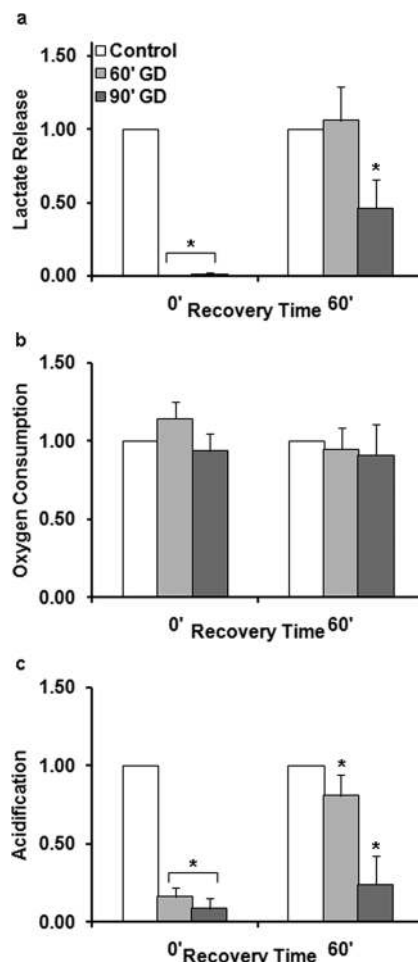 a
Control
60' GD
90' GD
Lactate Release
1.50
1.00
0.50
0.00
*
*
0' Recovery Time 60'
b
Oxygen Consumption
1.50
1.00
0.50
0.00
0' Recovery Time 60'
c
Acidification
1.50
1.00
0.50
0.00
*
*
*
0' Recovery Time 60'